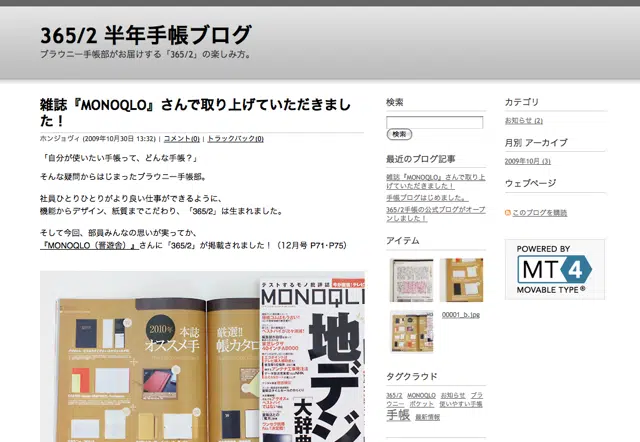 365/2 半年手帳ブログ
ブラウニー手帳部がお届けする「365/2」の楽しみ方。
雑誌『MONOQLO』さんで取り上げていただきまし
た！
ホンジョヴィ (2009年10月30日 13:32) | コメント(0) | トラックバック(0)
「自分が使いたい手帳って、どんな手帳？」
そんな疑問からはじまったブラウニー手帳部。
社員ひとりひとりがより良い仕事ができるように、
機能からデザイン、紙質までこだわり、「365/2」は生まれました。
そして今回、部員みんなの思いが実ってか、
『MONOQLO（晋遊舎）』さんに「365/2」が掲載されました！（12月号 P71･P75）
テストするモノ批評誌
MONOQLO
2010年
本誌
オススメ手
厳選!!
帳カタロ
地デジ
大辞典
検索
検索
最近のブログ記事
雑誌『MONOQLO』さんで取り上
げていただきました！
手帳ブログはじめました。
365/2手帳の公式ブログがオープ
ンしました！
アイテム
00001_b.jpg
タグクラウド
365/2 MONOQLO お知らせ ブラ
ウニー ポケット 使いやすい手帳
手帳 最新情報
カテゴリ
お知らせ (2)
月別 アーカイブ
2009年10月 (3)
ウェブページ
このブログを購読
POWERED BY
MT4
MOVABLE TYPE®